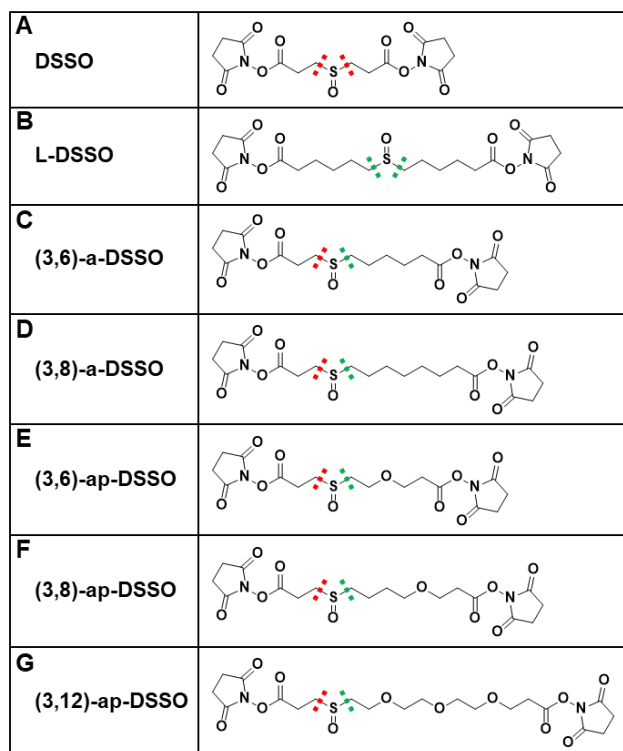 A
O O
O O
DSSO
N O S O N
O O O
B
O O O
O O
L-DSSO
N O S O N
O O
C
O
O O O
(3,6)-a-DSSO
N O S N
O O O O
D
O
O O O
(3,8)-a-DSSO
N O S N
O O O O
E
O
O O O
(3,6)-ap-DSSO
N O S O N
O O O O
F
O
O O O O
(3,8)-ap-DSSO
N O S N
O O O O
G
O
O O O
(3,12)-ap-DSSO
N O S O O O N
O O O O